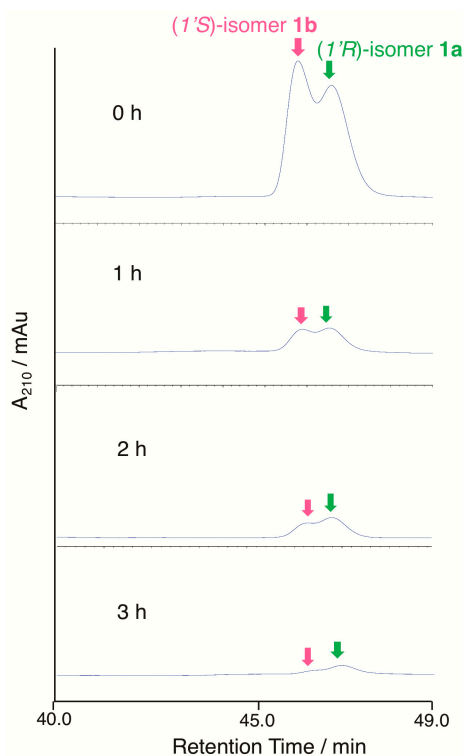 (1'S)-isomer 1b
(1'R)-isomer 1a
0 h
1 h
2 h
3 h
A210 / mAu
40.0 45.0 49.0
Retention Time / min